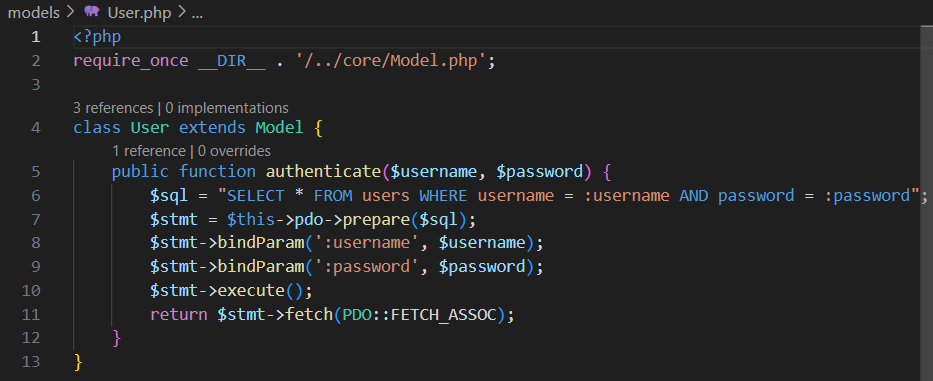 models > User.php > ...
1 <?php
2 require_once __DIR__ . '/../core/Model.php';
3
3 references | 0 implementations
4 class User extends Model {
1 reference | 0 overrides
5 public function authenticate($username, $password) {
6 $sql = "SELECT * FROM users WHERE username = :username AND password = :password";
7 $stmt = $this->pdo->prepare($sql);
8 $stmt->bindParam(':username', $username);
9 $stmt->bindParam(':password', $password);
10 $stmt->execute();
11 return $stmt->fetch(PDO::FETCH_ASSOC);
12 }
13 }